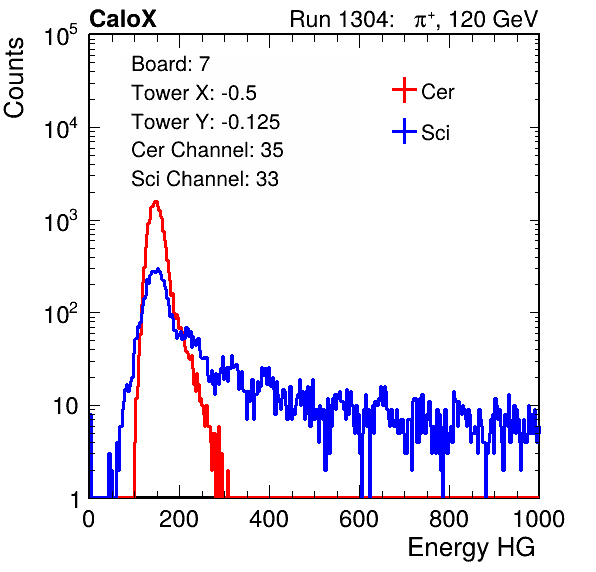 CaloX Run 1304: π⁺, 120 GeV
Counts
Board: 7
Tower X: -0.5
Tower Y: -0.125
Cer Channel: 35
Sci Channel: 33
Cer
Sci
10⁵
10⁴
10³
10²
10
1
0 200 400 600 800 1000
Energy HG